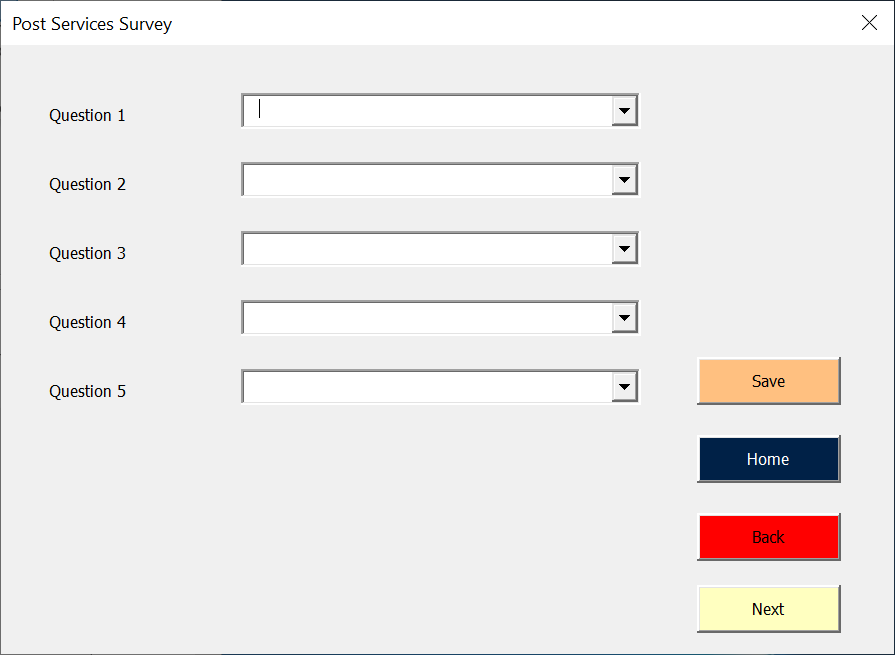 Post Services Survey
Question 1
Question 2
Question 3
Question 4
Question 5
Save
Home
Back
Next